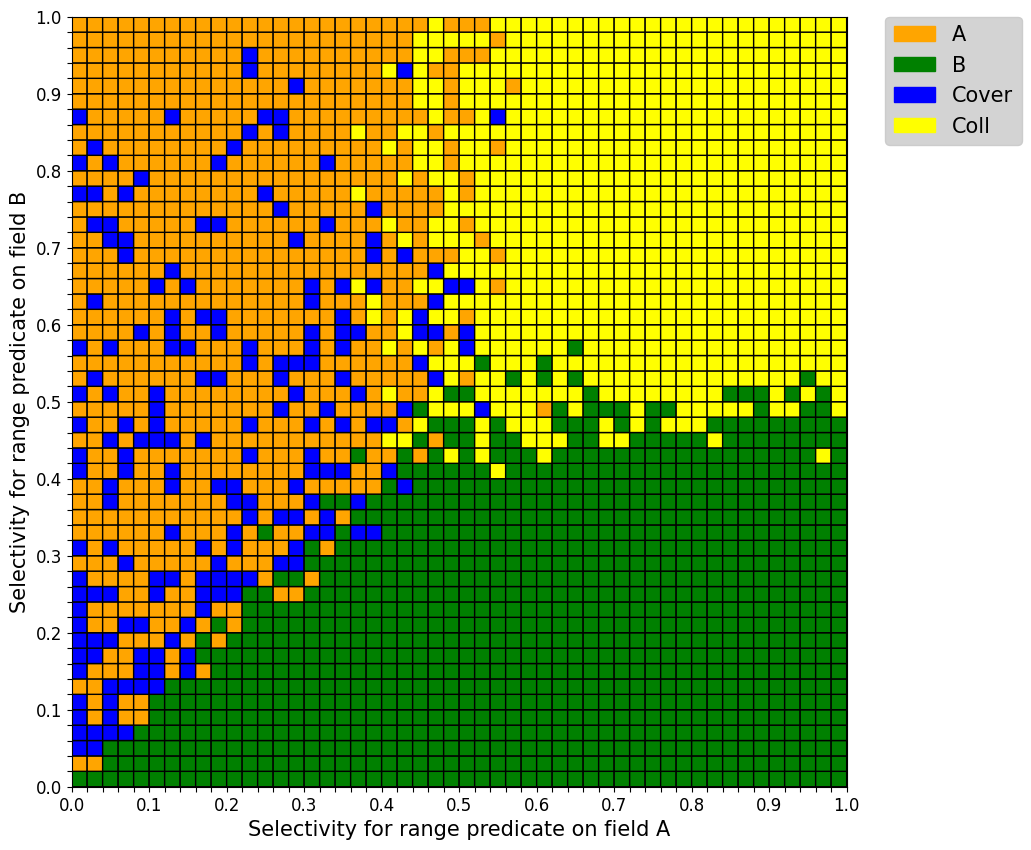 1.0
0.9
0.8
0.7
0.6
0.5
0.4
0.3
0.2
0.1
0.0
Selectivity for range predicate on field B
0.0 0.1 0.2 0.3 0.4 0.5 0.6 0.7 0.8 0.9 1.0
Selectivity for range predicate on field A
A
B
Cover
Coll